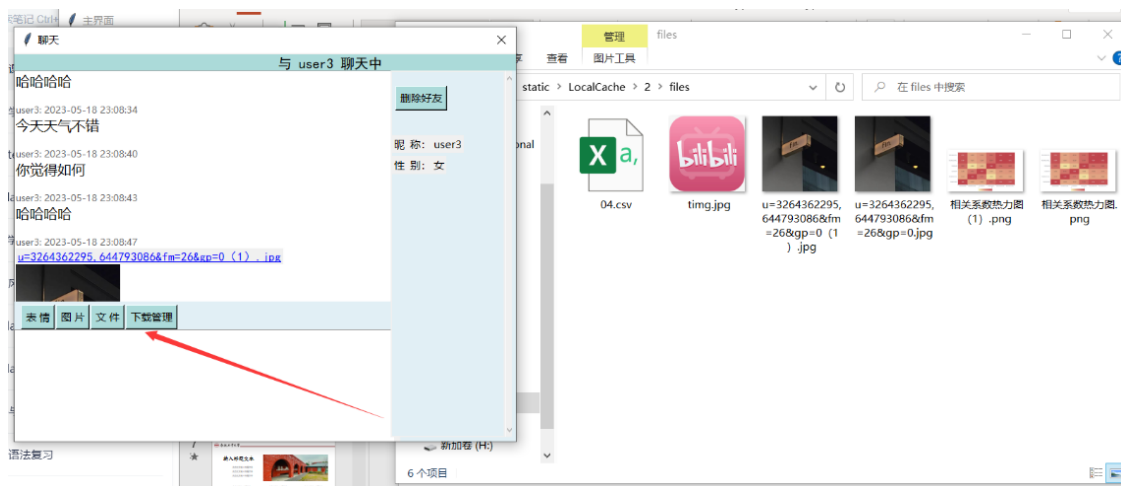 主界面
聊天
与 user3 聊天中
哈哈哈哈
user3: 2023-05-18 23:08:34
今天天气不错
user3: 2023-05-18 23:08:40
你觉得如何
user3: 2023-05-18 23:08:43
哈哈哈哈
user3: 2023-05-18 23:08:47
u=3264362295,644793086&fm=26&gp=0 (1).jpg
表情 图片 文件 下载管理
删除好友
昵 称: user3
性 别: 女
语法复习
管理
files
查看
图片工具
static > LocalCache > 2 > files
在 files 中搜索
bilibili
04.csv
timg.jpg
u=3264362295,
644793086&fm
=26&gp=0 (1
).jpg
u=3264362295,
644793086&fm
=26&gp=0.jpg
相关系数热力图
(1).png
相关系数热力图.
png
新加卷 (H:)
6 个项目